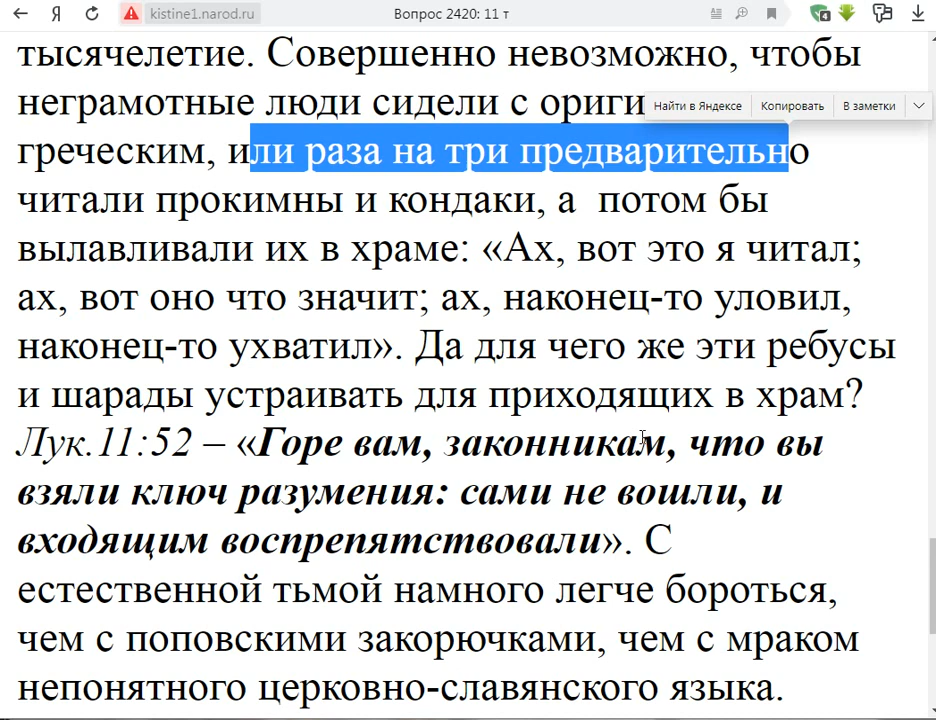 kistine1.narod.ru
Вопрос 2420: 11 т
4
тысячелетие. Совершенно невозможно, чтобы
неграмотные люди сидели с ориги
Найти в Яндексе
Копировать
В заметки
греческим, или раза на три предварительно
читали прокимны и кондаки, а потом бы
вылавливали их в храме: «Ах, вот это я читал;
ах, вот оно что значит; ах, наконец-то уловил,
наконец-то ухватил». Да для чего же эти ребусы
и шарады устраивать для приходящих в храм?
Лук.11:52 – «Горе вам, законникам, что вы
взяли ключ разумения: сами не вошли, и
входящим воспрепятствовали». С
естественной тьмой намного легче бороться,
чем с поповскими закорючками, чем с мраком
непонятного церковно-славянского языка.